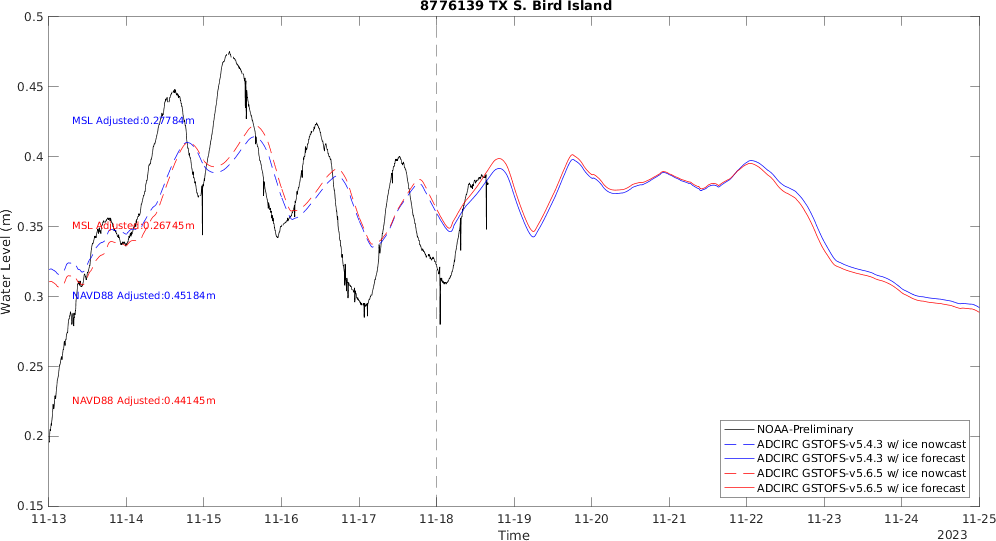 8776139 TX S. Bird Island
0.5
0.45
MSL Adjusted:0.27784m
0.4
0.35
MSL Adjusted:0.26745m
Water Level (m)
0.3
NAVD88 Adjusted:0.45184m
0.25
NAVD88 Adjusted:0.44145m
0.2
0.15
NOAA-Preliminary
ADCIRC GSTOFS-v5.4.3 w/ ice nowcast
ADCIRC GSTOFS-v5.4.3 w/ ice forecast
ADCIRC GSTOFS-v5.6.5 w/ ice nowcast
ADCIRC GSTOFS-v5.6.5 w/ ice forecast
11-13 11-14 11-15 11-16 11-17 11-18 11-19 11-20 11-21 11-22 11-23 11-24 11-25
Time
2023